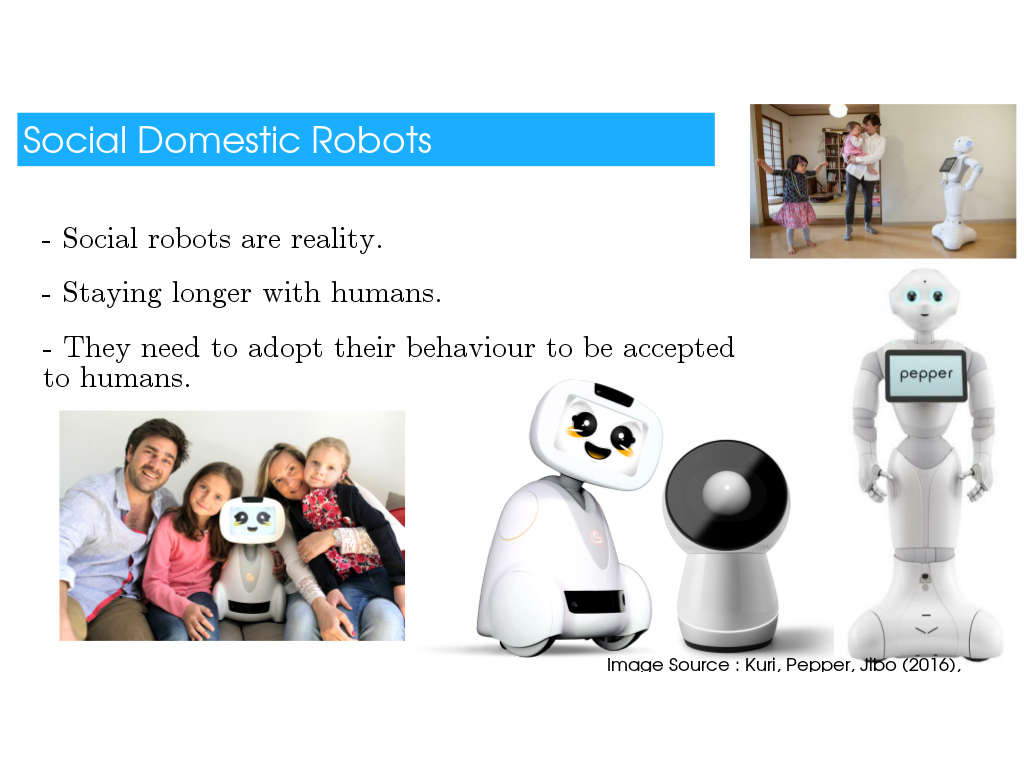 Social Domestic Robots
- Social robots are reality.
- Staying longer with humans.
- They need to adopt their behaviour to be accepted
to humans.
pepper
Image Source : Kuri, Pepper, Jibo (2016),